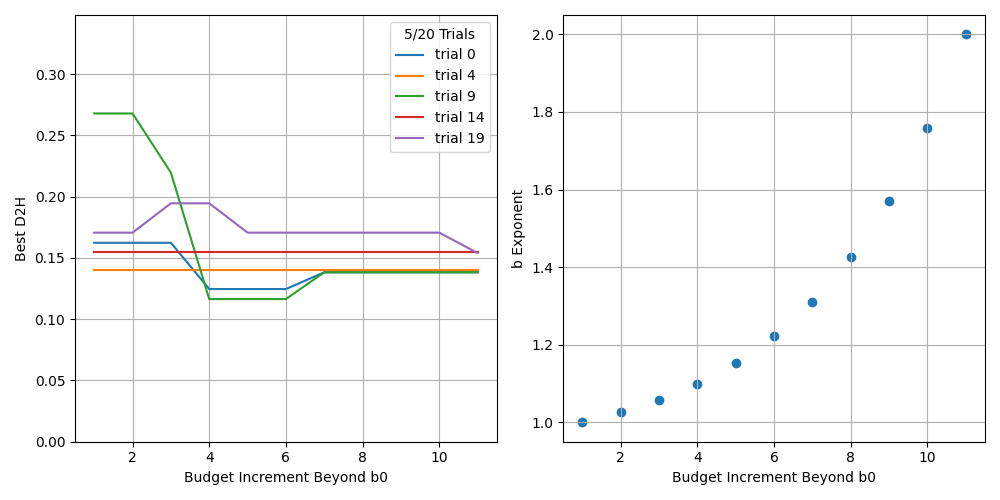 5/20 Trials
trial 0
trial 4
trial 9
trial 14
trial 19
Best D2H
0.30
0.25
0.20
0.15
0.10
0.05
0.00
2 4 6 8 10
Budget Increment Beyond b0
b Exponent
2.0
1.8
1.6
1.4
1.2
1.0
2 4 6 8 10
Budget Increment Beyond b0